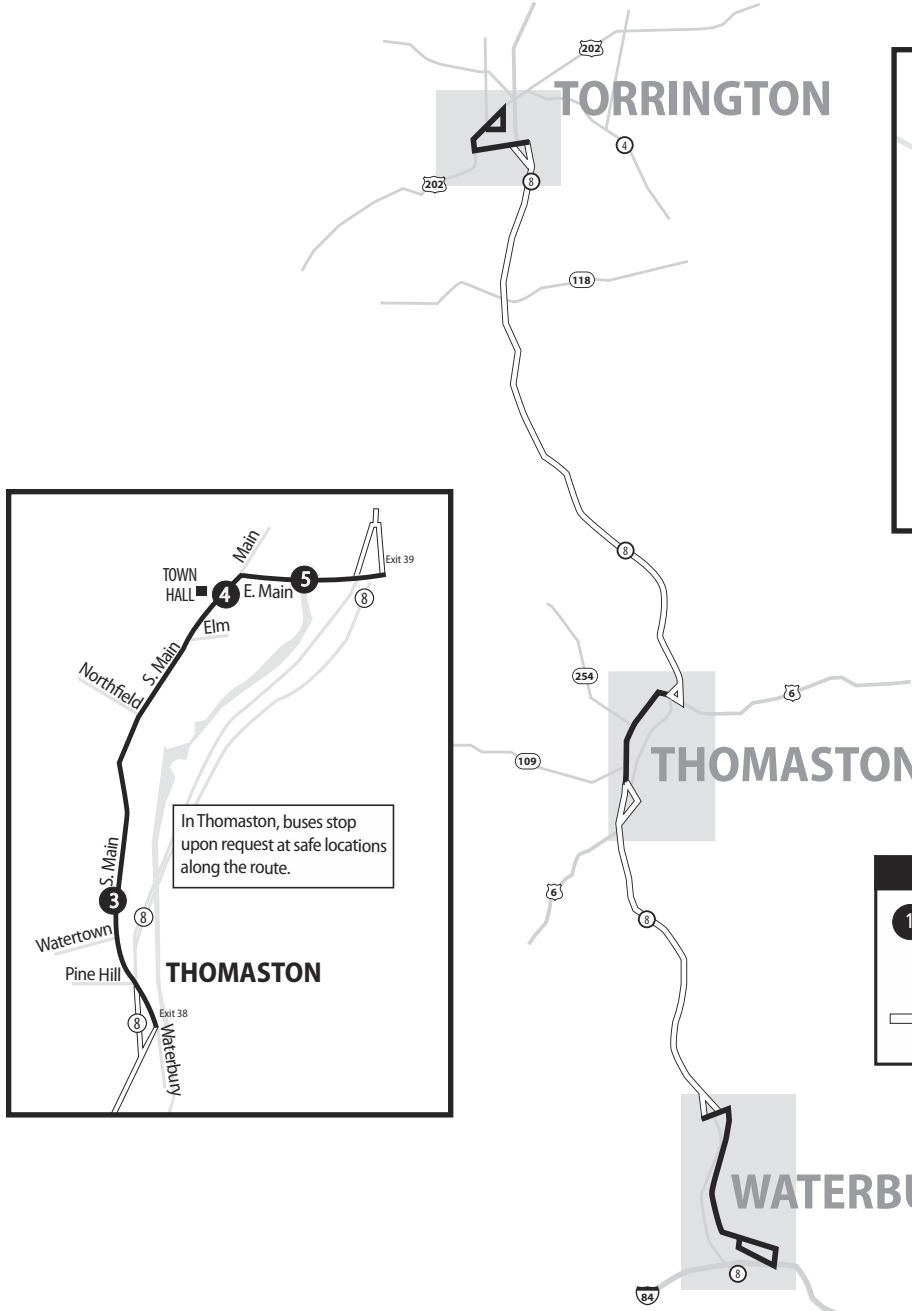 202
TORRINGTON
4
202
8
118
8
Main
Exit 39
TOWN
HALL
4
E. Main
5
8
Elm
S. Main
Northfield
In Thomaston, buses stop
upon request at safe locations
along the route.
S. Main
3
8
Watertown
Pine Hill
THOMASTON
Exit 38
8
Waterbury
254
6
109
THOMASTON
6
8
1
WATERBU
8
84